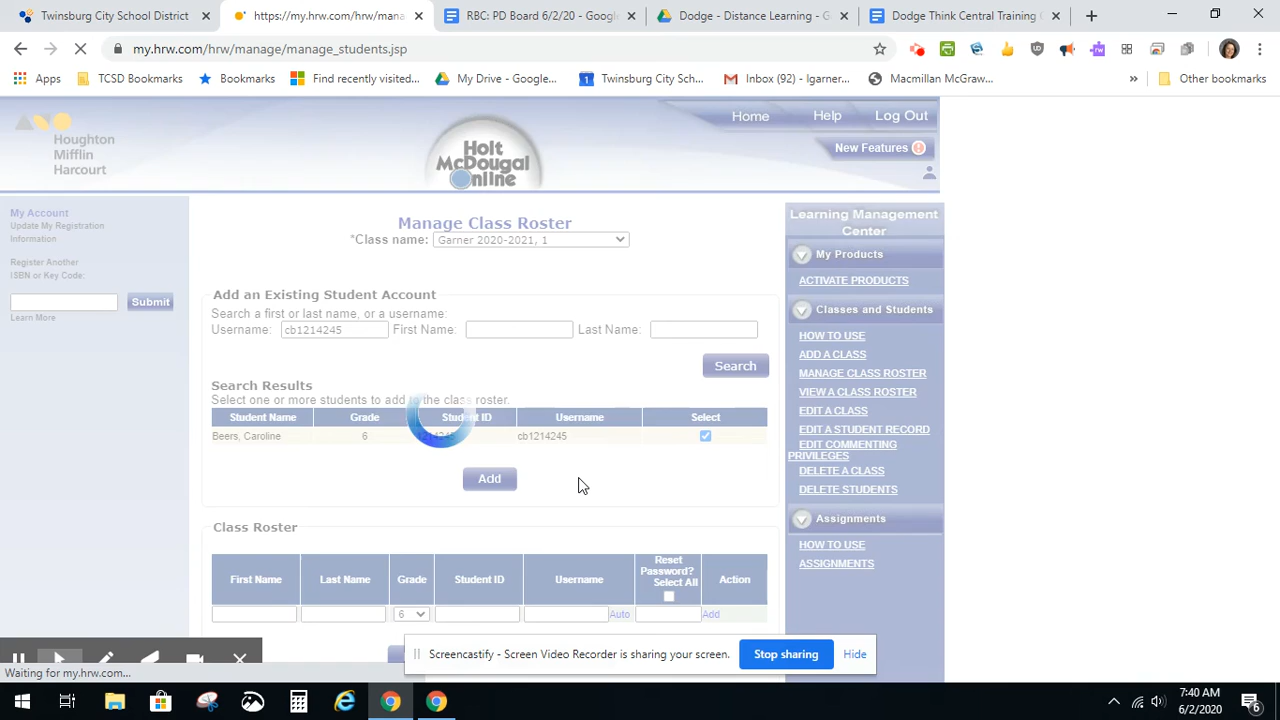 Twinsburg City School Distri
https://my.hrw.com/hrw/mana
RBC: PD Board 6/2/20 - Googl
Dodge - Distance Learning - G
Dodge Think Central Training
my.hrw.com/hrw/manage/manage_students.jsp
Apps
TCSD Bookmarks
Bookmarks
Find recently visited...
My Drive - Google...
Twinsburg City Sch...
Inbox (92) - lgarner...
Macmillan McGraw...
»
Other bookmarks
Houghton
Mifflin
Harcourt
Holt
McDougal
Online
Home
Help
Log Out
New Features
My Account
Update My Registration
Information
Register Another
ISBN or Key Code:
Submit
Learn More
Manage Class Roster
*Class name: Garner 2020-2021, 1
Add an Existing Student Account
Search a first or last name, or a username:
Username: cb1214245 First Name: Last Name:
Search
Search Results
Select one or more students to add to the class roster.
Student Name Grade Student ID Username Select
Beers, Caroline 6 1214245 cb1214245
Add
Class Roster
First Name Last Name Grade Student ID Username Reset Password? Select All Action
6 Auto Add
Learning Management
Center
My Products
ACTIVATE PRODUCTS
Classes and Students
HOW TO USE
ADD A CLASS
MANAGE CLASS ROSTER
VIEW A CLASS ROSTER
EDIT A CLASS
EDIT A STUDENT RECORD
EDIT COMMENTING
PRIVILEGES
DELETE A CLASS
DELETE STUDENTS
Assignments
HOW TO USE
ASSIGNMENTS
Screencastify - Screen Video Recorder is sharing your screen. Stop sharing Hide
Waiting for my.hrw.com...
7:40 AM
6/2/2020
6